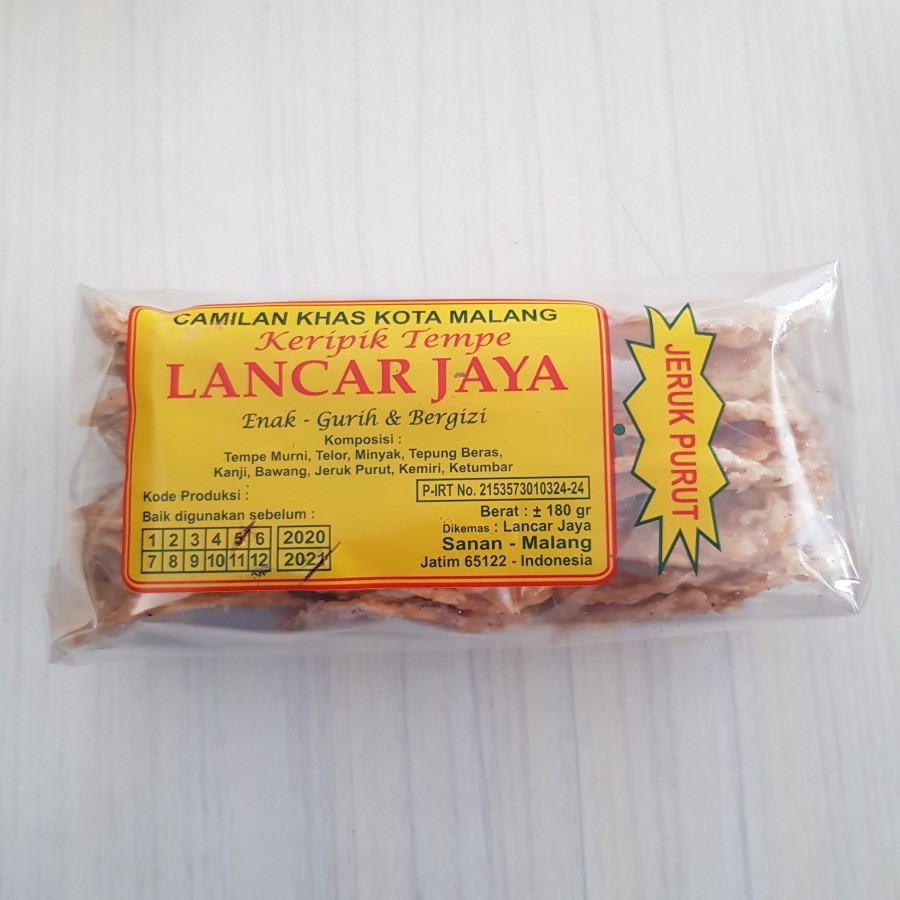 CAMILAN KHAS KOTA MALANG
Keripik Tempe
LANCAR JAYA
Enak - Gurih & Bergizi
Komposisi :
Tempe Murni, Telor, Minyak, Tepung Beras,
Kanji, Bawang, Jeruk Purut, Kemiri, Ketumbar
Kode Produksi :
Baik digunakan sebelum :
1 2 3 4 5 6 2020
7 8 9 10 11 12 2021
P-IRT No. 2153573010324-24
Berat : ± 180 gr
Dikemas : Lancar Jaya
Sanan - Malang
Jatim 65122 - Indonesia
JERUK PURUT